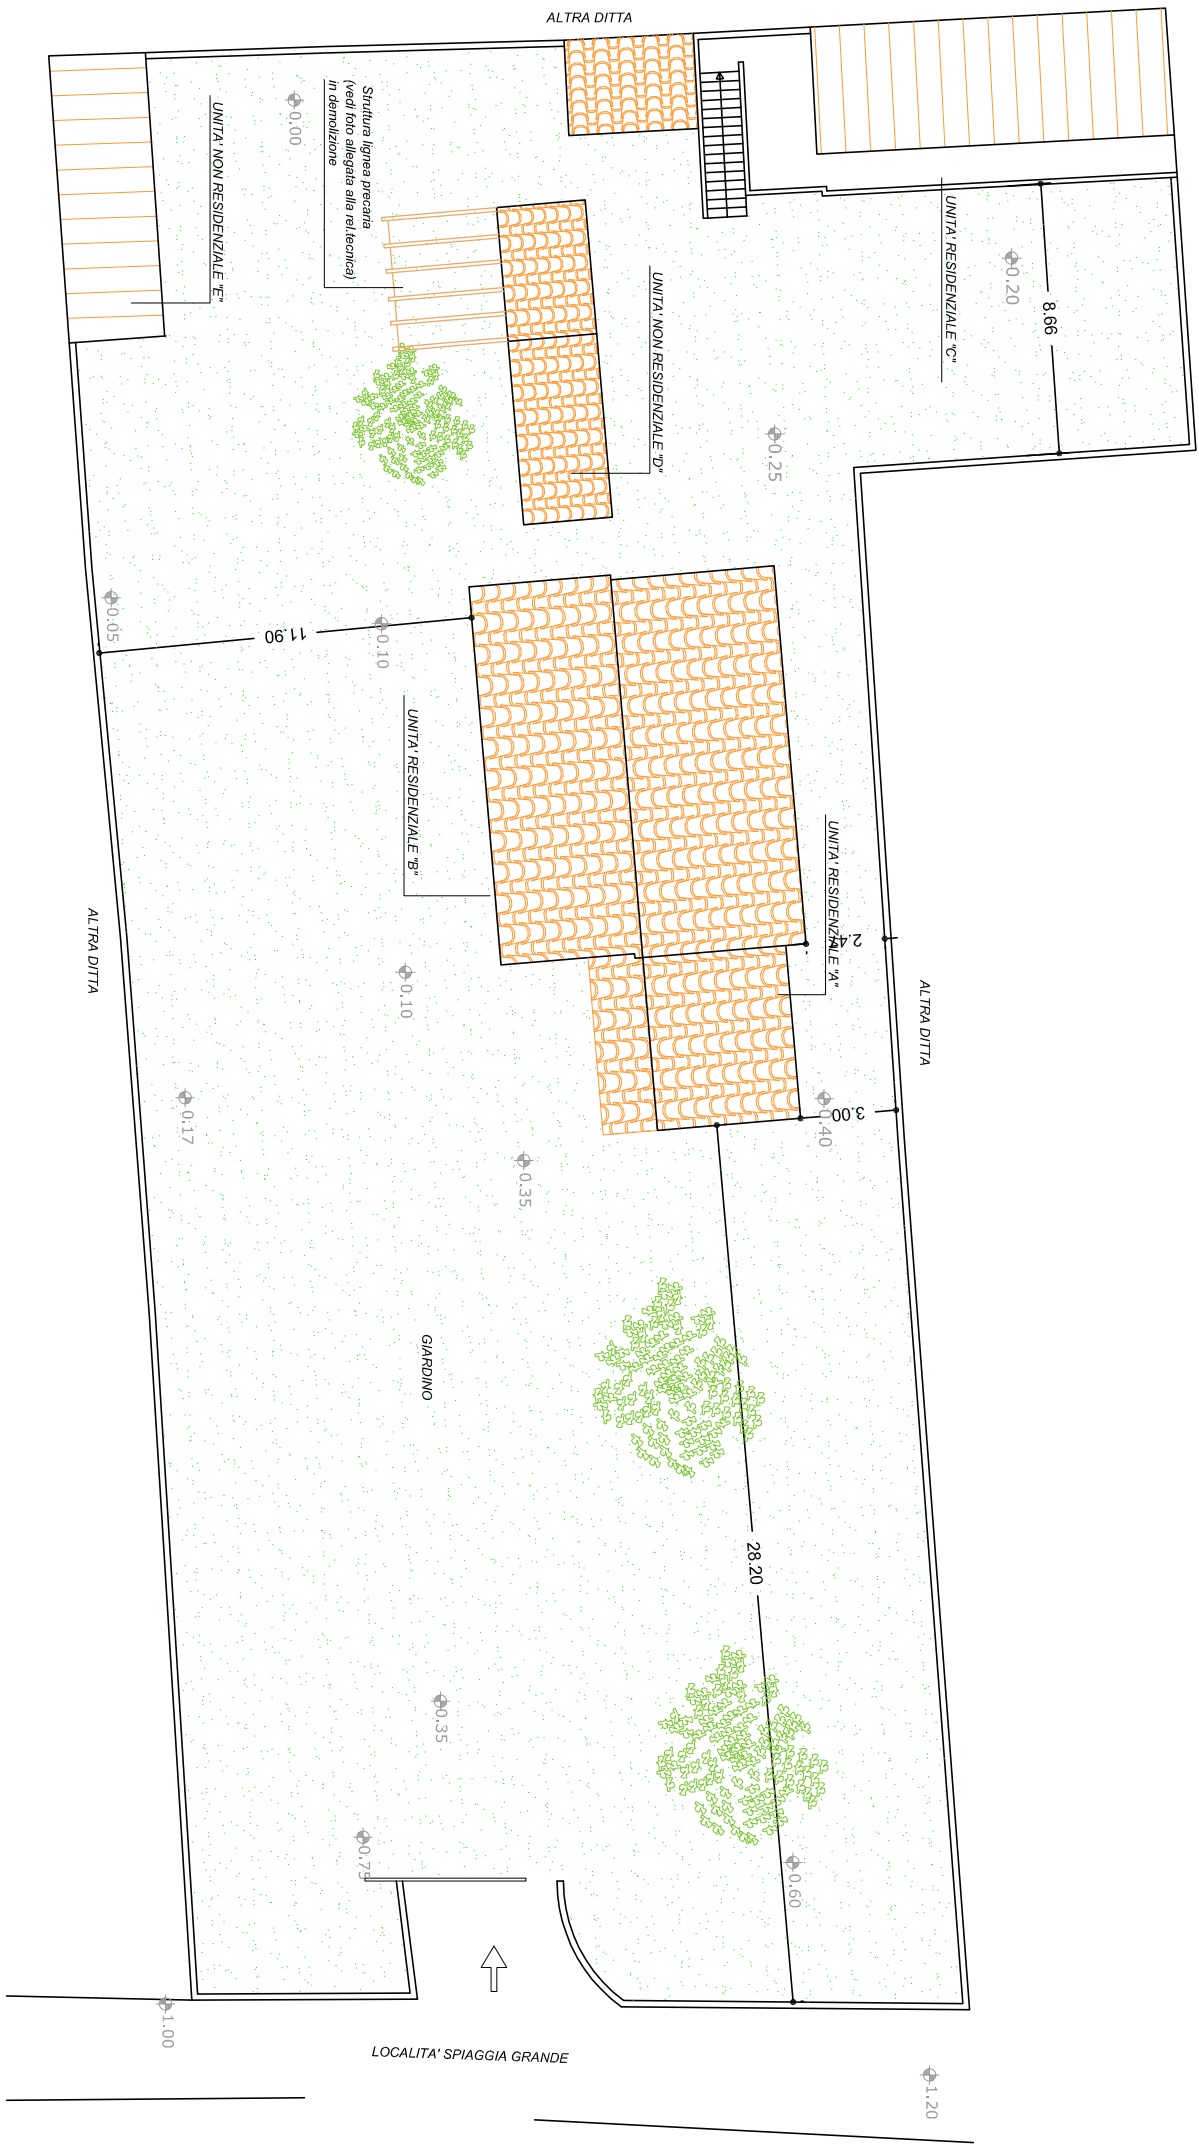 ALTRA DITTA
0.00
Struttura lignea precaria
(vedi foto allegata alla rel.tecnica)
in demolizione
UNITA' NON RESIDENZIALE "E"
UNITA' RESIDENZIALE "C"
0.20
8.66
UNITA' NON RESIDENZIALE "D"
0.25
0.05
11.90
0.10
UNITA' RESIDENZIALE "B"
UNITA' RESIDENZIALE "A"
2.47
ALTRA DITTA
0.10
ALTRA DITTA
0.17
0.40
3.00
0.35
GIARDINO
28.20
0.35
0.75
0.60
1.00
LOCALITA' SPIAGGIA GRANDE
1.20